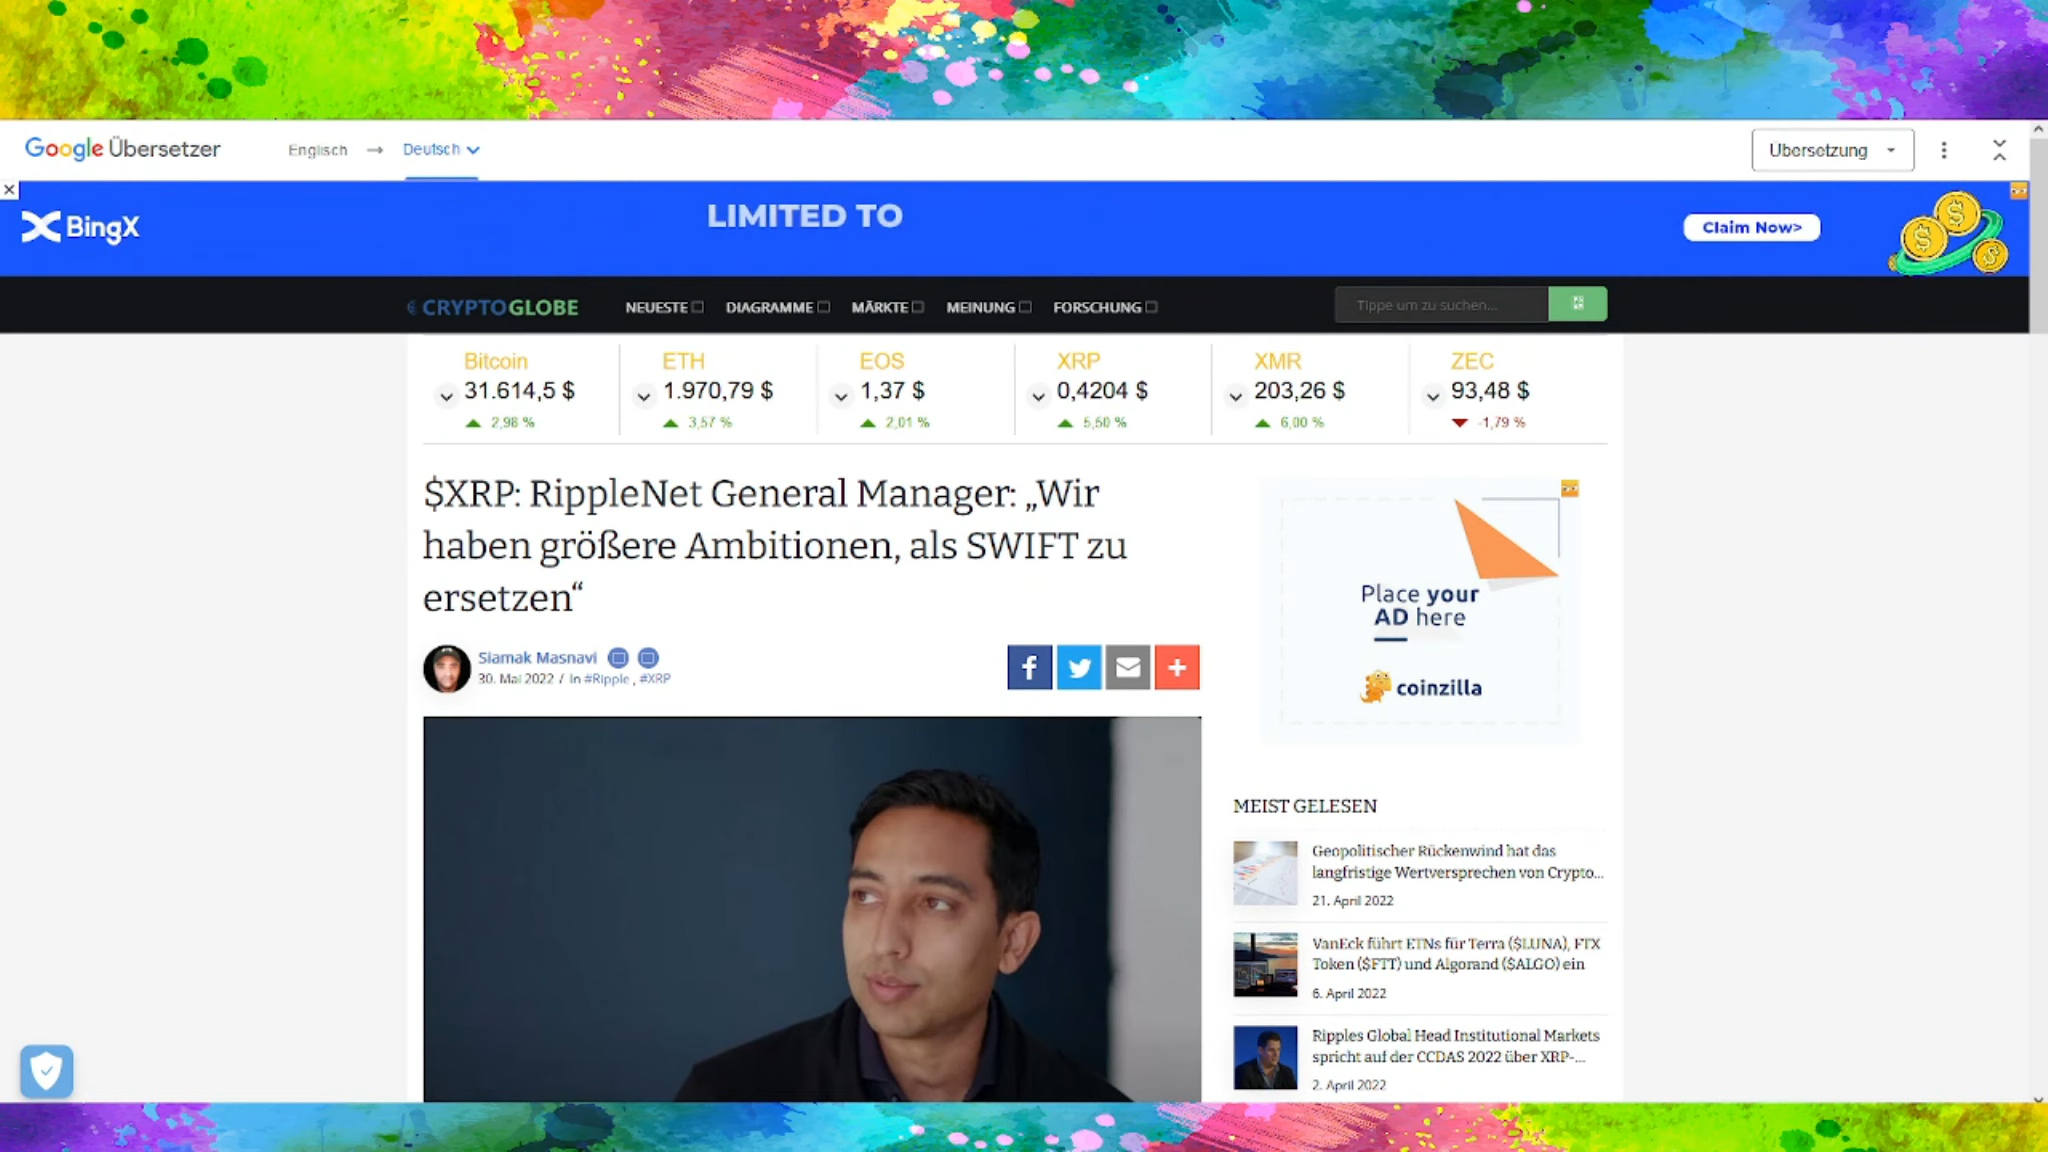 Google Übersetzer
Englisch → Deutsch
Übersetzung
BingX
LIMITED TO
Claim Now>
CRYPTOGLOBE
NEUESTE DIAGRAMME MÄRKTE MEINUNG FORSCHUNG
Tippe um zu suchen...
Bitcoin
31.614,5 $
2,98 %
ETH
1.970,79 $
3,57 %
EOS
1,37 $
2,01 %
XRP
0,4204 $
5,50 %
XMR
203,26 $
6,00 %
ZEC
93,48 $
-1,79 %
$XRP: RippleNet General Manager: „Wir
haben größere Ambitionen, als SWIFT zu
ersetzen“
Siamak Masnavi
30. Mai 2022 / In #Ripple , #XRP
Place your
AD here
coinzilla
MEIST GELESEN
Geopolitischer Rückenwind hat das
langfristige Wertversprechen von Crypto...
21. April 2022
VanEck führt ETNs für Terra ($LUNA), FTX
Token ($FTT) und Algorand ($ALGO) ein
6. April 2022
Ripples Global Head Institutional Markets
spricht auf der CCDAS 2022 über XRP-...
2. April 2022